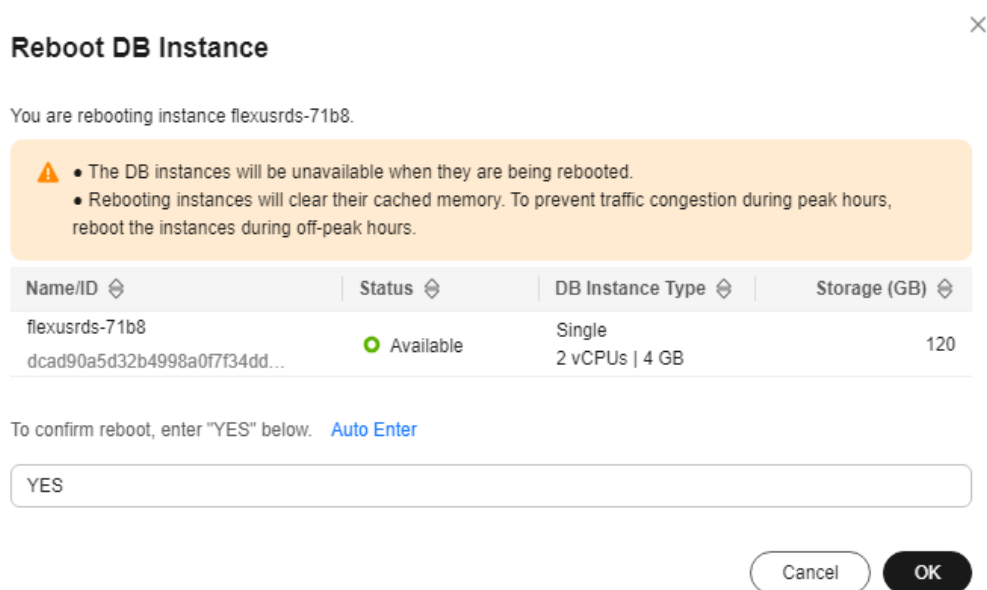 Reboot DB Instance
You are rebooting instance flexusrds-71b8.
● The DB instances will be unavailable when they are being rebooted.
● Rebooting instances will clear their cached memory. To prevent traffic congestion during peak hours,
reboot the instances during off-peak hours.
Name/ID Status DB Instance Type Storage (GB)
flexusrds-71b8
dcad90a5d32b4998a0f7f34dd...
Available
Single
2 vCPUs | 4 GB
120
To confirm reboot, enter "YES" below. Auto Enter
YES
Cancel OK